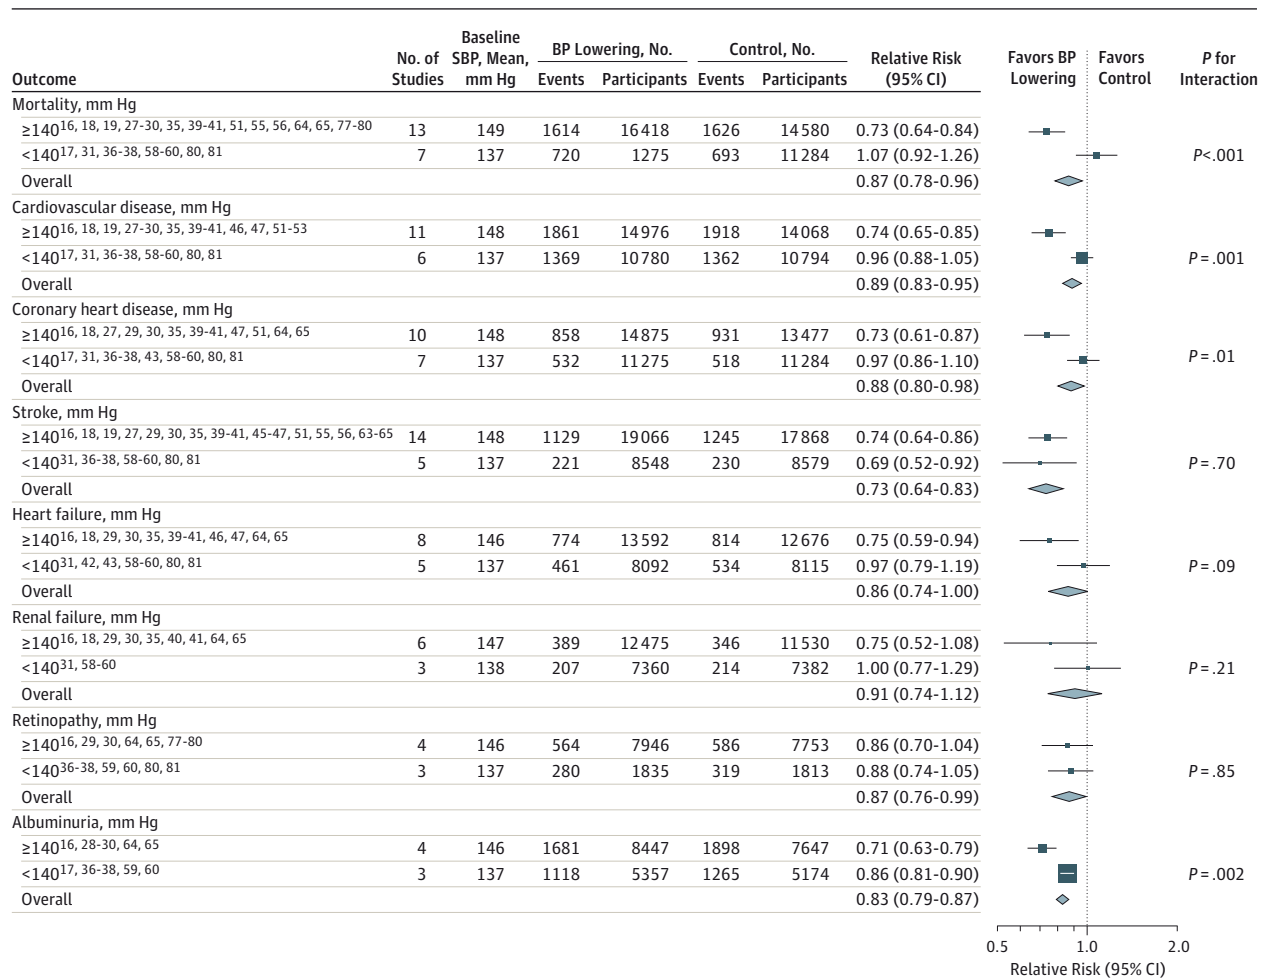 Outcome No. of Studies Baseline SBP, Mean, mm Hg BP Lowering, No. Events Participants Control, No. Events Participants Relative Risk (95% CI) Favors BP Lowering Favors Control P for Interaction
Mortality, mm Hg
≥140 16, 18, 19, 27-30, 35, 39-41, 51, 55, 56, 64, 65, 77-80 13 149 1614 16418 1626 14580 0.73 (0.64-0.84)
<140 17, 31, 36-38, 58-60, 80, 81 7 137 720 1275 693 11284 1.07 (0.92-1.26) P<.001
Overall 0.87 (0.78-0.96)
Cardiovascular disease, mm Hg
≥140 16, 18, 19, 27-30, 35, 39-41, 46, 47, 51-53 11 148 1861 14976 1918 14068 0.74 (0.65-0.85)
<140 17, 31, 36-38, 58-60, 80, 81 6 137 1369 10780 1362 10794 0.96 (0.88-1.05) P = .001
Overall 0.89 (0.83-0.95)
Coronary heart disease, mm Hg
≥140 16, 18, 27, 29, 30, 35, 39-41, 47, 51, 64, 65 10 148 858 14875 931 13477 0.73 (0.61-0.87)
<140 17, 31, 36-38, 43, 58-60, 80, 81 7 137 532 11275 518 11284 0.97 (0.86-1.10) P = .01
Overall 0.88 (0.80-0.98)
Stroke, mm Hg
≥140 16, 18, 19, 27, 29, 30, 35, 39-41, 45-47, 51, 55, 56, 63-65 14 148 1129 19066 1245 17868 0.74 (0.64-0.86)
<140 31, 36-38, 58-60, 80, 81 5 137 221 8548 230 8579 0.69 (0.52-0.92) P = .70
Overall 0.73 (0.64-0.83)
Heart failure, mm Hg
≥140 16, 18, 29, 30, 35, 39-41, 46, 47, 64, 65 8 146 774 13592 814 12676 0.75 (0.59-0.94)
<140 31, 42, 43, 58-60, 80, 81 5 137 461 8092 534 8115 0.97 (0.79-1.19) P = .09
Overall 0.86 (0.74-1.00)
Renal failure, mm Hg
≥140 16, 18, 29, 30, 35, 40, 41, 64, 65 6 147 389 12475 346 11530 0.75 (0.52-1.08)
<140 31, 58-60 3 138 207 7360 214 7382 1.00 (0.77-1.29) P = .21
Overall 0.91 (0.74-1.12)
Retinopathy, mm Hg
≥140 16, 29, 30, 64, 65, 77-80 4 146 564 7946 586 7753 0.86 (0.70-1.04)
<140 36-38, 59, 60, 80, 81 3 137 280 1835 319 1813 0.88 (0.74-1.05) P = .85
Overall 0.87 (0.76-0.99)
Albuminuria, mm Hg
≥140 16, 28-30, 64, 65 4 146 1681 8447 1898 7647 0.71 (0.63-0.79)
<140 17, 36-38, 59, 60 3 137 1118 5357 1265 5174 0.86 (0.81-0.90) P = .002
Overall 0.83 (0.79-0.87)
0.5 1.0 2.0
Relative Risk (95% CI)